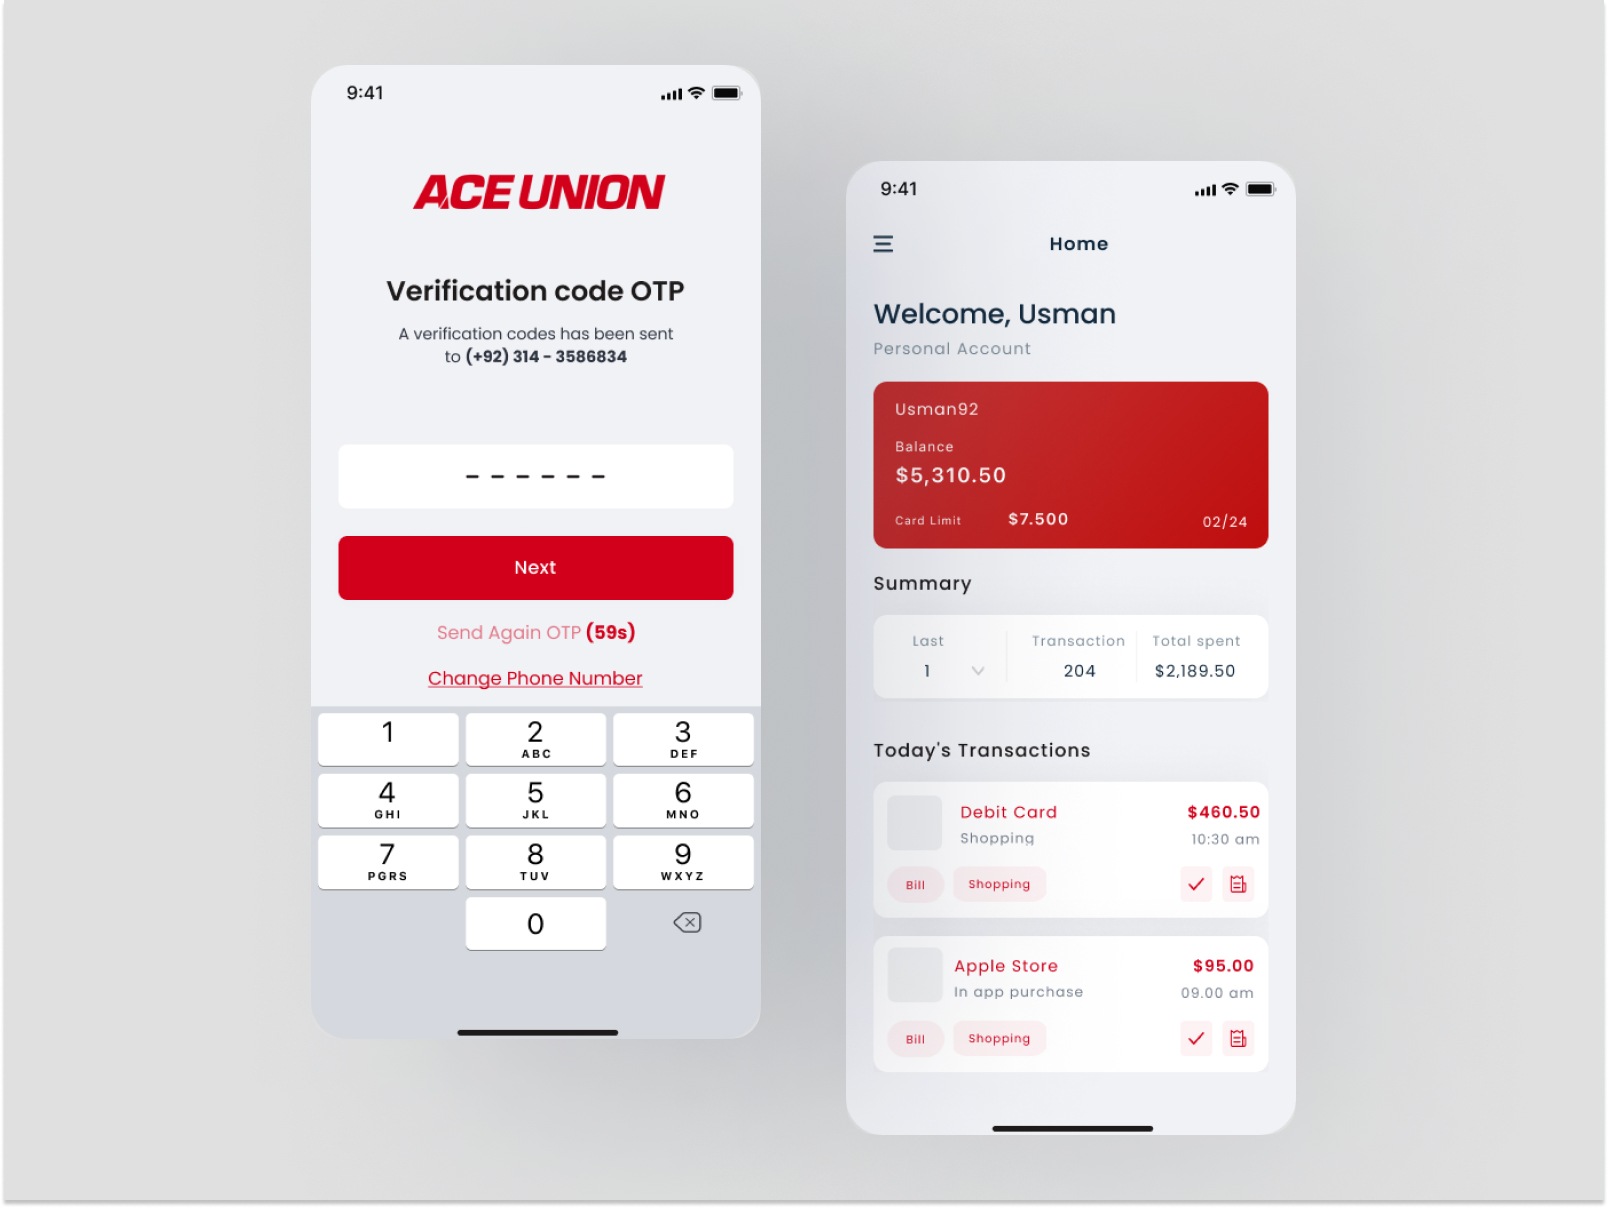 9:41
ACE UNION
Verification code OTP
A verification codes has been sent
to (+92) 314 - 3586834
– – – – – –
Next
Send Again OTP (59s)
Change Phone Number
1
2
ABC
3
DEF
4
GHI
5
JKL
6
MNO
7
PGRS
8
TUV
9
WXYZ
0
9:41
Home
Welcome, Usman
Personal Account
Usman92
Balance
$5,310.50
Card Limit $7.500 02/24
Summary
Last Transaction Total spent
1 204 $2,189.50
Today's Transactions
Debit Card $460.50
Shopping 10:30 am
Bill Shopping
Apple Store $95.00
In app purchase 09.00 am
Bill Shopping